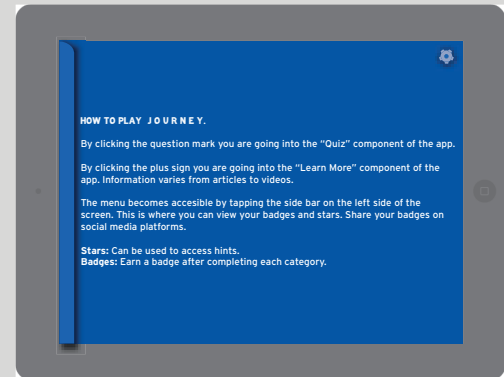 HOW TO PLAY JOURNEY.
By clicking the question mark you are going into the “Quiz” component of the app.
By clicking the plus sign you are going into the “Learn More” component of the
app. Information varies from articles to videos.
The menu becomes accesible by tapping the side bar on the left side of the
screen. This is where you can view your badges and stars. Share your badges on
social media platforms.
Stars: Can be used to access hints.
Badges: Earn a badge after completing each category.